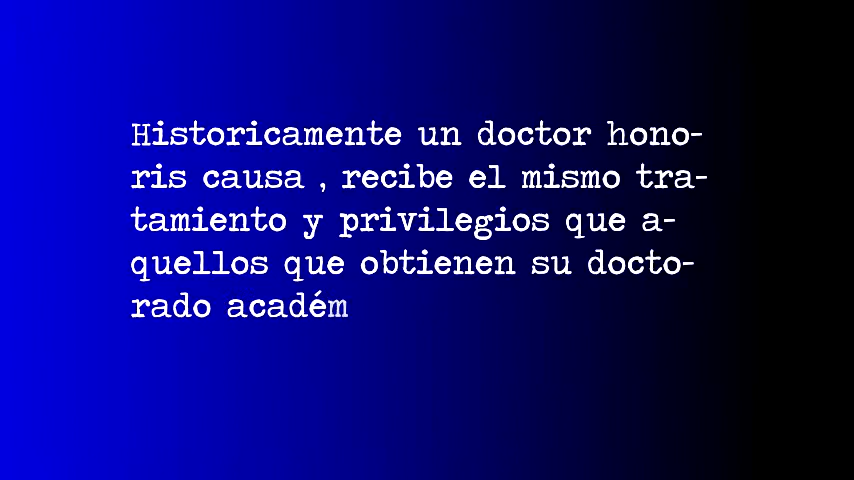 Historicamente un doctor hono-
ris causa , recibe el mismo tra-
tamiento y privilegios que a-
quellos que obtienen su docto-
rado académ